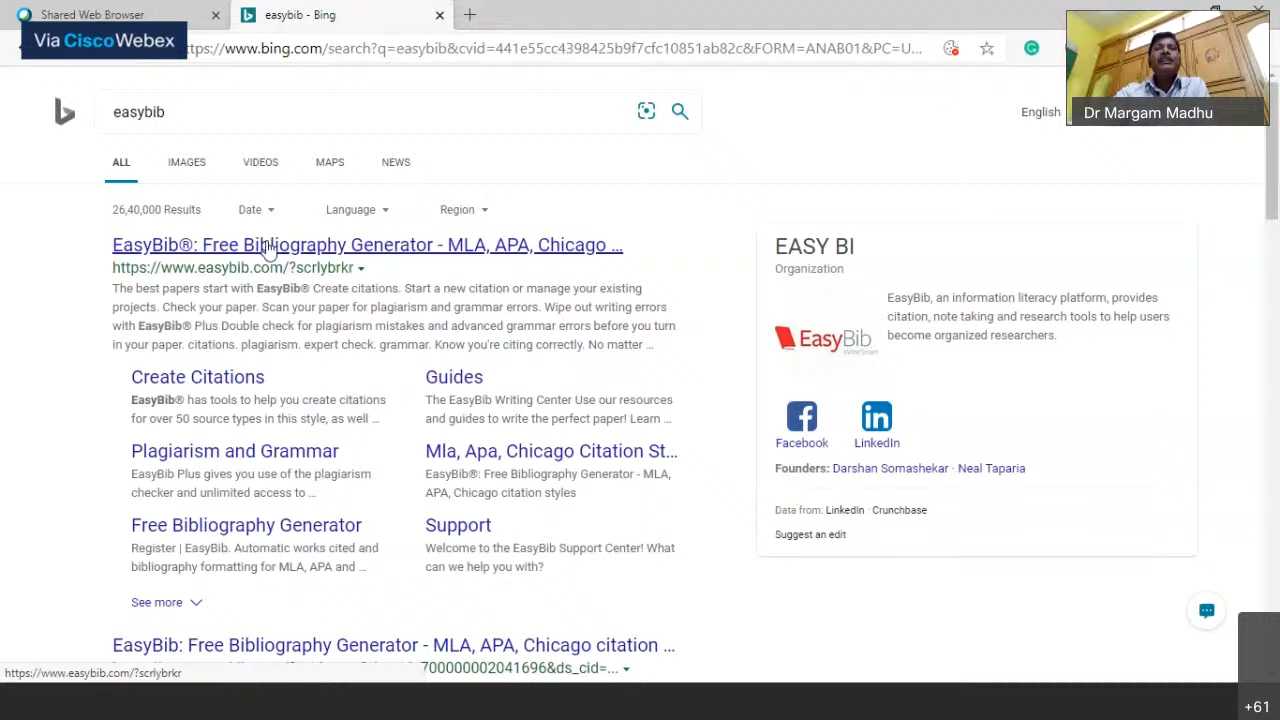 Shared Web Browser
easybib - Bing
Via CiscoWebex
ttps://www.bing.com/search?q=easybib&cvid=441e55cc4398425b9f7cfc10851ab82c&FORM=ANAB01&PC=U...
Dr Margam Madhu
easybib
English
ALL IMAGES VIDEOS MAPS NEWS
26,40,000 Results Date Language Region
EasyBib®: Free Bibliography Generator - MLA, APA, Chicago ...
https://www.easybib.com/?scrlybrkr
The best papers start with EasyBib® Create citations. Start a new citation or manage your existing
projects. Check your paper. Scan your paper for plagiarism and grammar errors. Wipe out writing errors
with EasyBib® Plus Double check for plagiarism mistakes and advanced grammar errors before you turn
in your paper. citations. plagiarism. expert check. grammar. Know you're citing correctly. No matter ...
Create Citations
EasyBib® has tools to help you create citations
for over 50 source types in this style, as well ...
Guides
The EasyBib Writing Center Use our resources
and guides to write the perfect paper! Learn ...
Plagiarism and Grammar
EasyBib Plus gives you use of the plagiarism
checker and unlimited access to ...
Mla, Apa, Chicago Citation St...
EasyBib®: Free Bibliography Generator - MLA,
APA, Chicago citation styles
Free Bibliography Generator
Register | EasyBib. Automatic works cited and
bibliography formatting for MLA, APA and ...
Support
Welcome to the EasyBib Support Center! What
can we help you with?
See more
EasyBib: Free Bibliography Generator - MLA, APA, Chicago citation ...
700000002041696&ds_cid=...
EASY BI
Organization
EasyBib
EasyBib, an information literacy platform, provides
citation, note taking and research tools to help users
become organized researchers.
Facebook LinkedIn
Founders: Darshan Somashekar · Neal Taparia
Data from: LinkedIn · Crunchbase
Suggest an edit
https://www.easybib.com/?scrlybrkr
+61